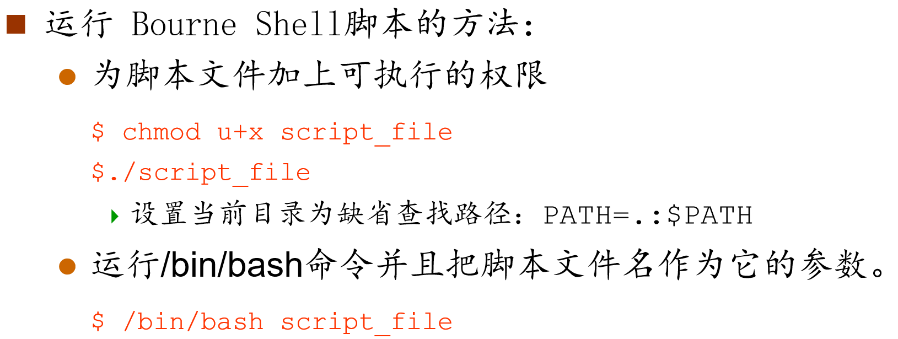 运行 Bourne Shell脚本的方法:
为脚本文件加上可执行的权限
$ chmod u+x script_file
$./script_file
设置当前目录为缺省查找路径: PATH=.:$PATH
运行/bin/bash命令并且把脚本文件名作为它的参数。
$ /bin/bash script_file